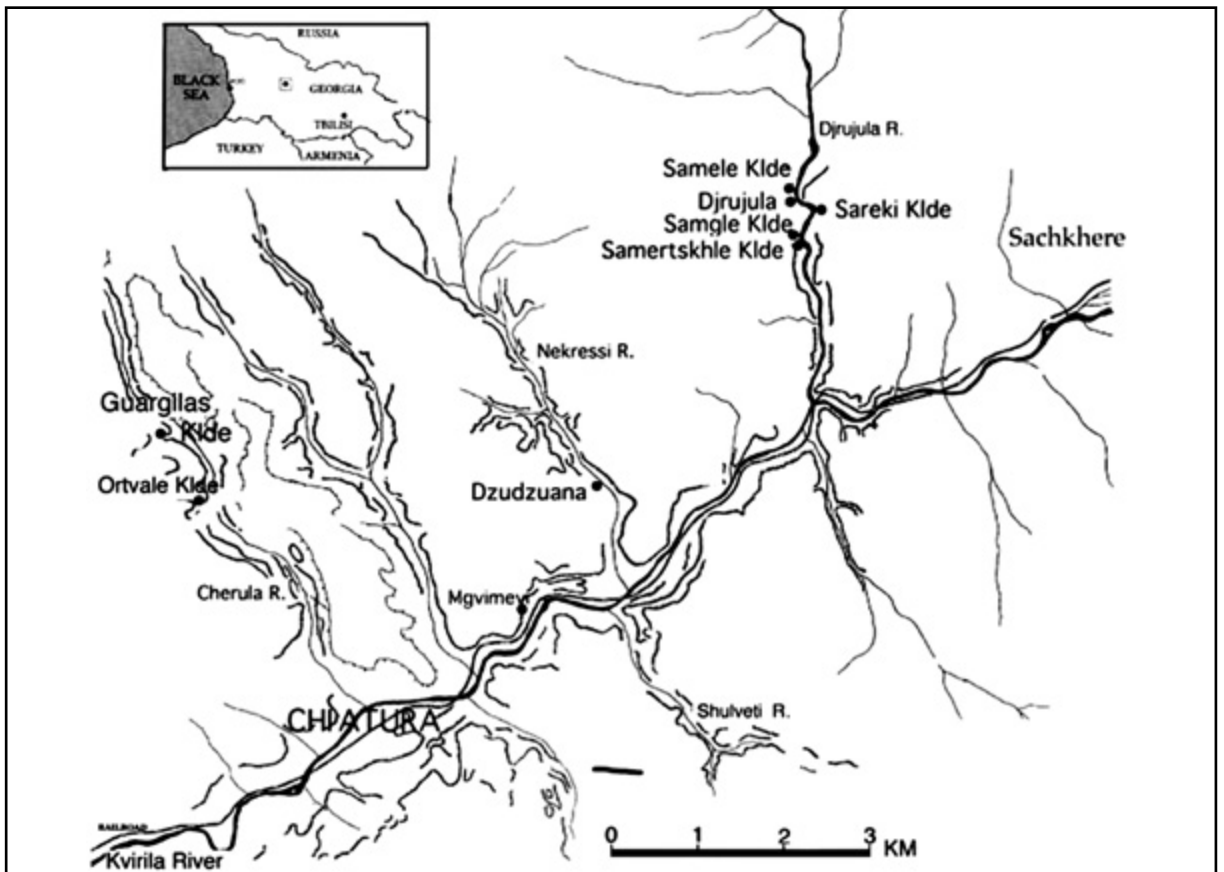 RUSSIA
BLACK
SEA
GEORGIA
TBILISI
TURKEY
ARMENIA
Djrujula R.
Samele Klde
Djrujula
Sareki Klde
Samgle Klde
Samertskhle Klde
Sachkhere
Nekressi R.
Guargilas
Klde
Ortvale Klde
Dzudzuana
Cherula R.
Mgvimevi
CHIATURA
Shulveti R.
RAILROAD
Kvirila River
0 1 2 3
KM